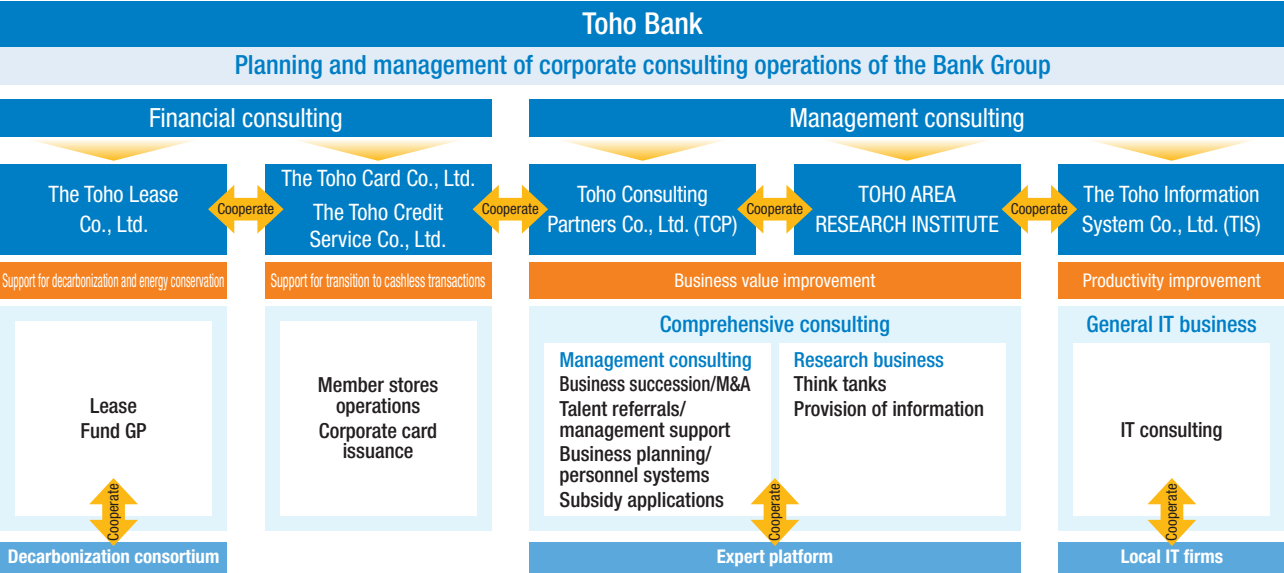 Toho Bank
Planning and management of corporate consulting operations of the Bank Group
Financial consulting
Management consulting
The Toho Lease
Co., Ltd.
Cooperate
The Toho Card Co., Ltd.
The Toho Credit
Service Co., Ltd.
Cooperate
Toho Consulting
Partners Co., Ltd. (TCP)
Cooperate
TOHO AREA
RESEARCH INSTITUTE
Cooperate
The Toho Information
System Co., Ltd. (TIS)
Support for decarbonization and energy conservation
Support for transition to cashless transactions
Business value improvement
Productivity improvement
Lease
Fund GP
Cooperate
Member stores
operations
Corporate card
issuance
Comprehensive consulting
Management consulting
Business succession/M&A
Talent referrals/
management support
Business planning/
personnel systems
Subsidy applications
Research business
Think tanks
Provision of information
Cooperate
General IT business
IT consulting
Cooperate
Decarbonization consortium
Expert platform
Local IT firms